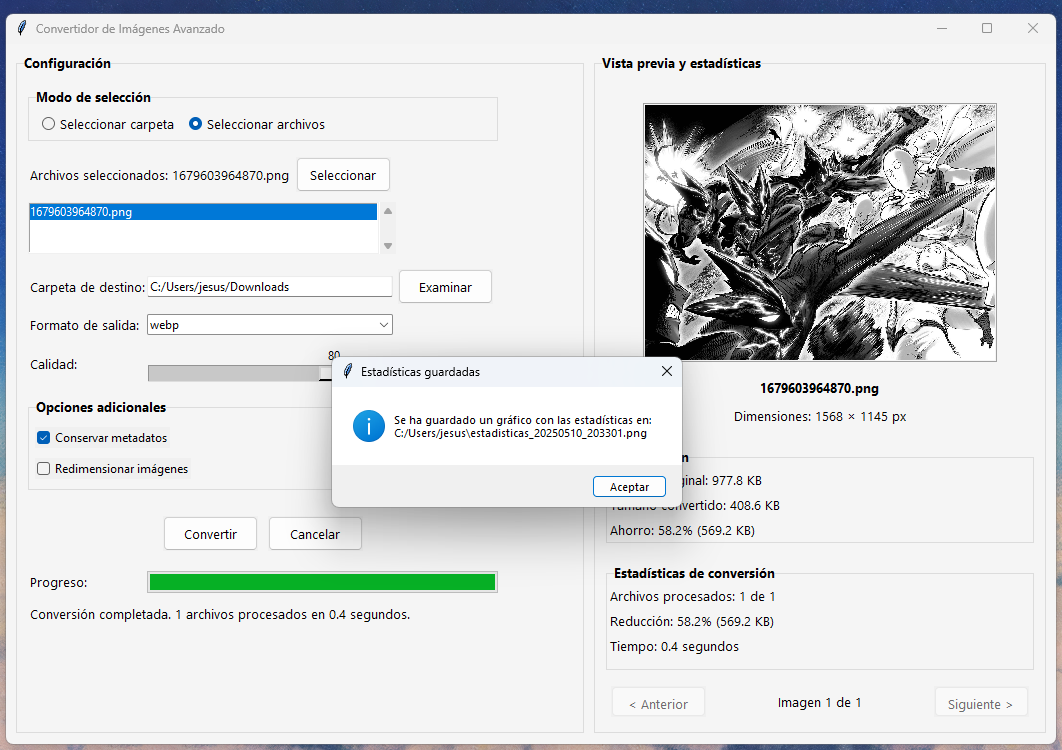 Convertidor de Imágenes Avanzado
Configuración
Modo de selección
Seleccionar carpeta
Seleccionar archivos
Archivos seleccionados: 1679603964870.png
Seleccionar
1679603964870.png
Carpeta de destino:
C:/Users/jesus/Downloads
Examinar
Formato de salida:
webp
Calidad:
80
Opciones adicionales
Conservar metadatos
Redimensionar imágenes
Convertir
Cancelar
Progreso:
Conversión completada. 1 archivos procesados en 0.4 segundos.
Estadísticas guardadas
Se ha guardado un gráfico con las estadísticas en:
C:/Users/jesus\estadisticas_20250510_203301.png
Aceptar
Vista previa y estadísticas
1679603964870.png
Dimensiones: 1568 × 1145 px
977.8 KB
convertido: 408.6 KB
Ahorro: 58.2% (569.2 KB)
Estadísticas de conversión
Archivos procesados: 1 de 1
Reducción: 58.2% (569.2 KB)
Tiempo: 0.4 segundos
< Anterior
Imagen 1 de 1
Siguiente >